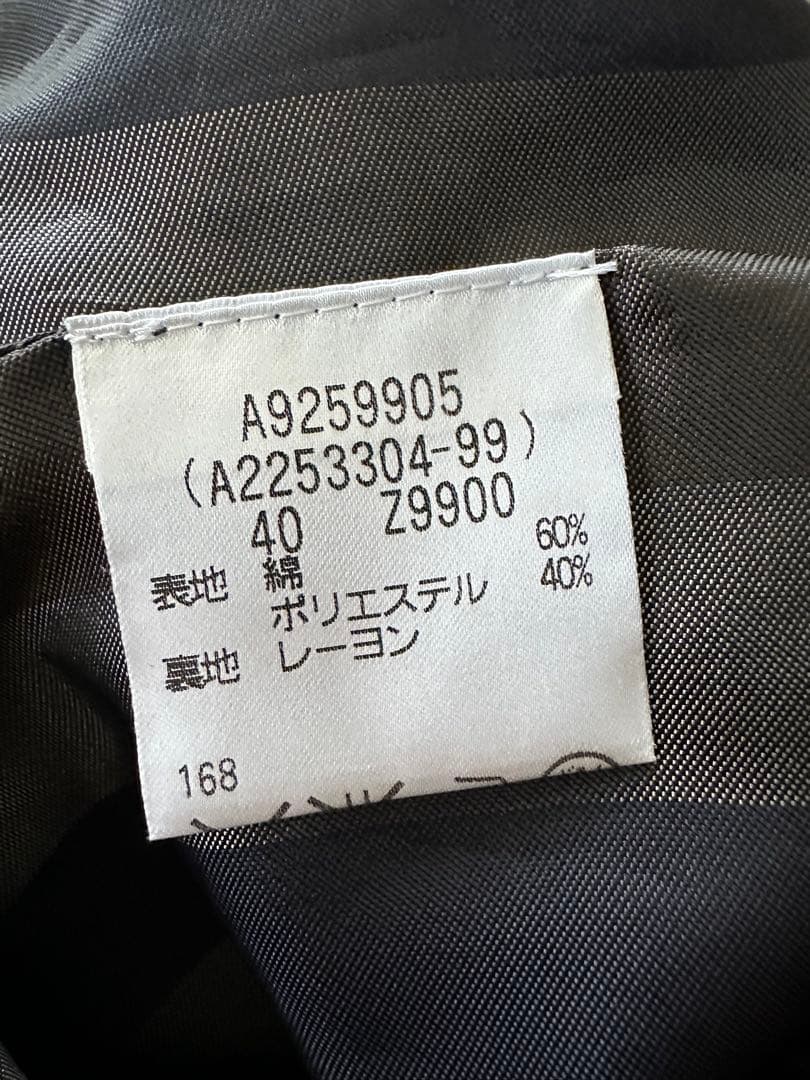 A9259905
(A2253304-99)
40 Z9900
表地 綿 60%
ポリエステル 40%
裏地 レーヨン
168